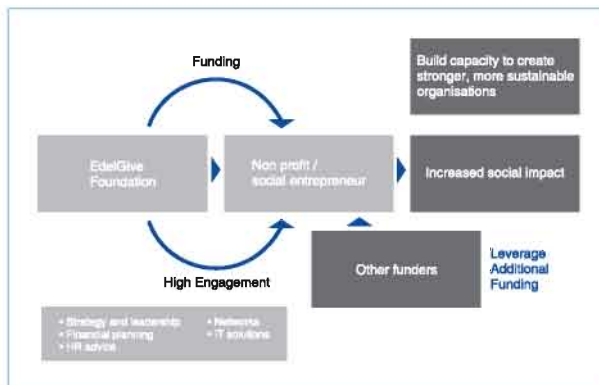 Funding
Build capacity to create
stronger, more sustainable
organisations
EdelGive
Foundation
Non profit /
social entrepreneur
Increased social impact
High Engagement
Other funders
Leverage
Additional
Funding
• Strategy and leadership
• Financial planning
• HR advice
• Networks
• IT solutions